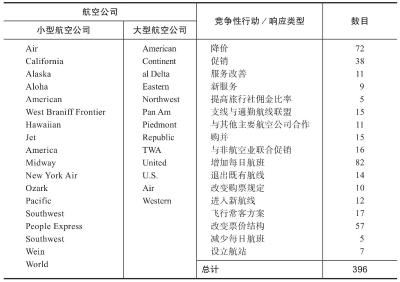 航空公司 竞争性行动／响应类型 数目
小型航空公司 大型航空公司
Air American 降价 72
California Continent 促销 38
Alaska al Delta 服务改善 11
Aloha Eastern 新服务 9
American Northwest 提高旅行社佣金比率 5
West Braniff Frontier Pan Am 支线与通勤航线联盟 15
Hawaiian Piedmont 与其他主要航空公司合作 11
Jet Republic 购并 15
America TWA 与非航空业联合促销 16
Midway United 增加每日航班 82
New York Air U.S. 退出既有航线 14
Ozark Air 改变购票规定 10
Pacific Western 进入新航线 12
Southwest 飞行常客方案 17
People Express 改变票价结构 57
Southwest 减少每日航班 5
Wein 设立航站 7
World 总计 396